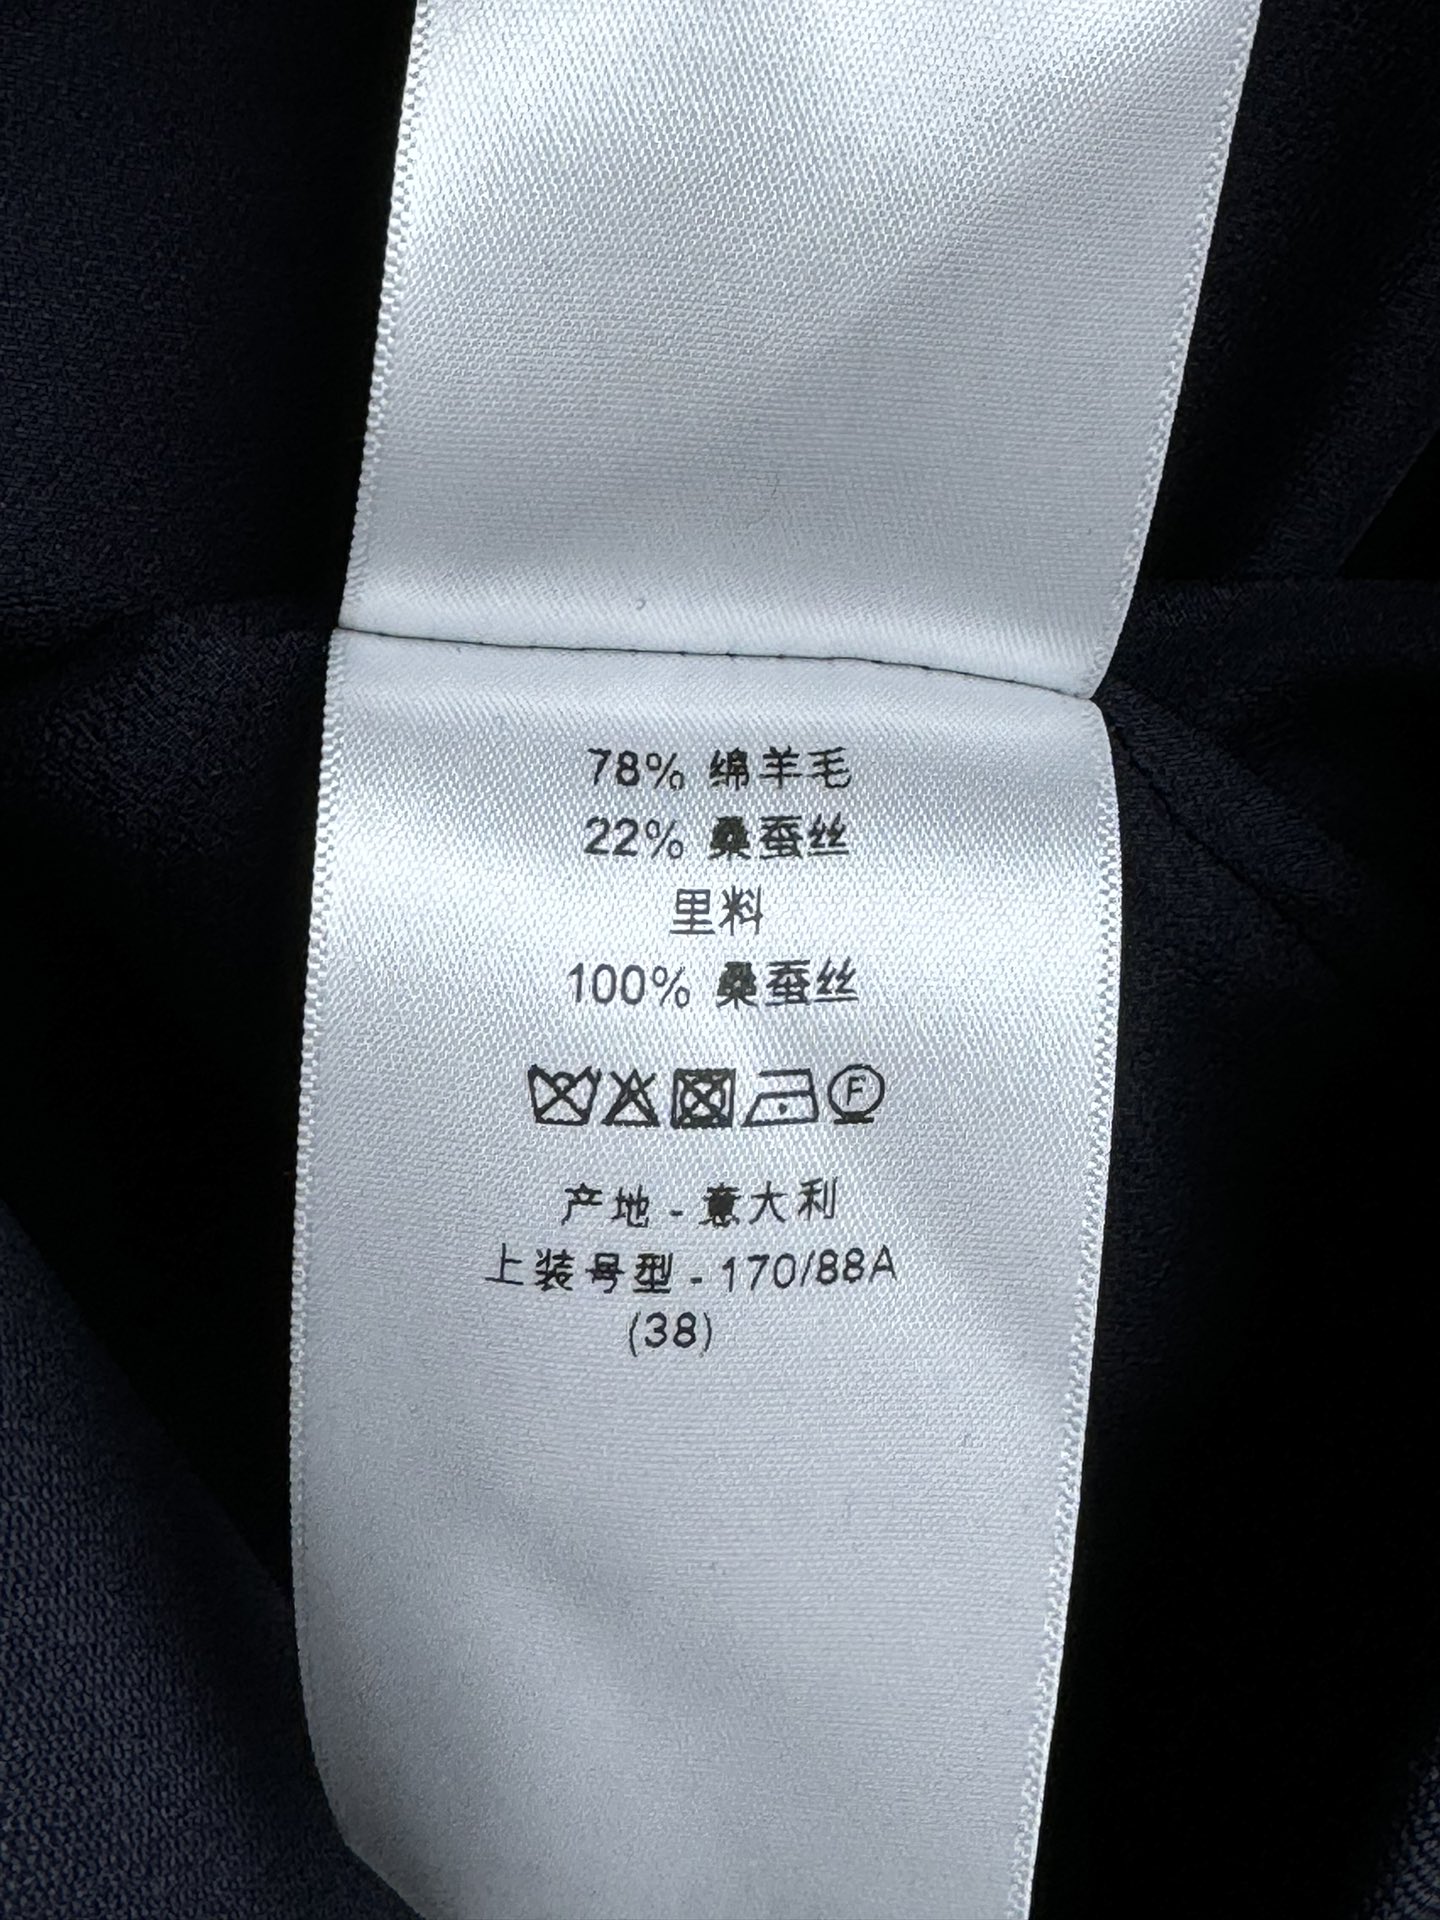 78% 绵羊毛
22% 桑蚕丝
里料
100% 桑蚕丝
F
产地 - 意大利
上装号型 - 170/88A
(38)